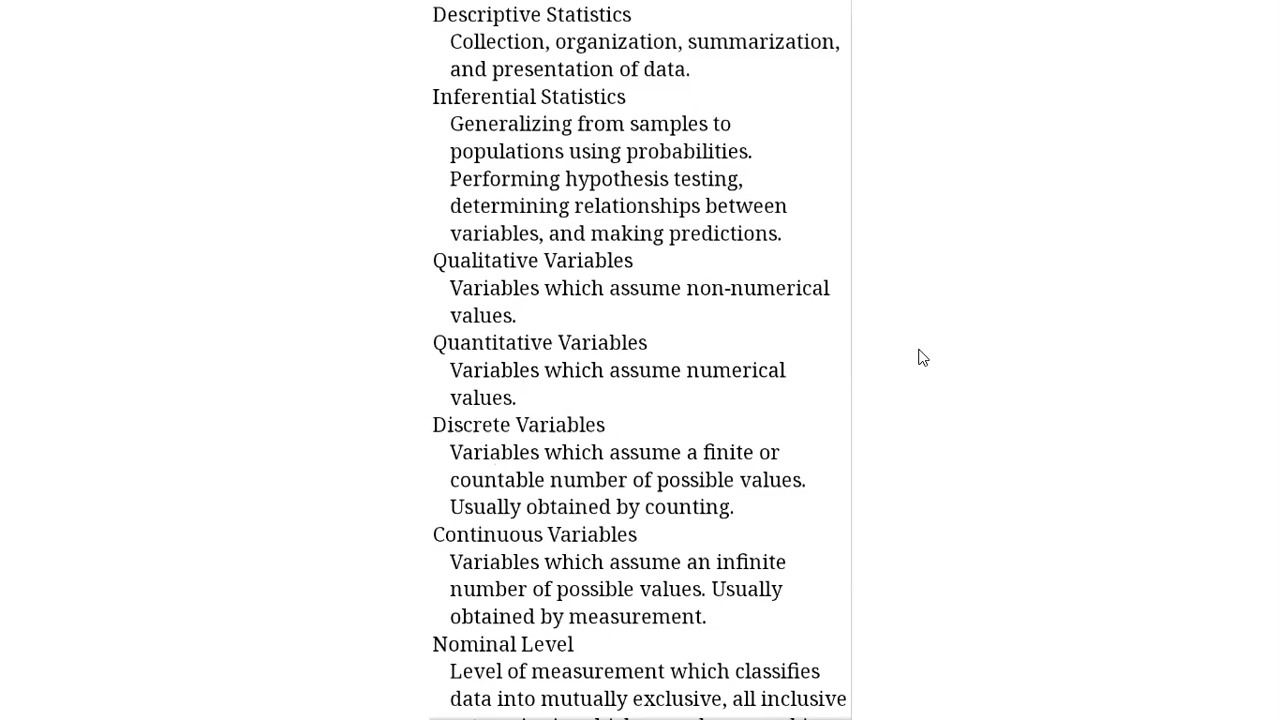 Descriptive Statistics
Collection, organization, summarization,
and presentation of data.
Inferential Statistics
Generalizing from samples to
populations using probabilities.
Performing hypothesis testing,
determining relationships between
variables, and making predictions.
Qualitative Variables
Variables which assume non-numerical
values.
Quantitative Variables
Variables which assume numerical
values.
Discrete Variables
Variables which assume a finite or
countable number of possible values.
Usually obtained by counting.
Continuous Variables
Variables which assume an infinite
number of possible values. Usually
obtained by measurement.
Nominal Level
Level of measurement which classifies
data into mutually exclusive, all inclusive